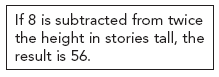 If 8 is subtracted from twice
the height in stories tall, the
result is 56.